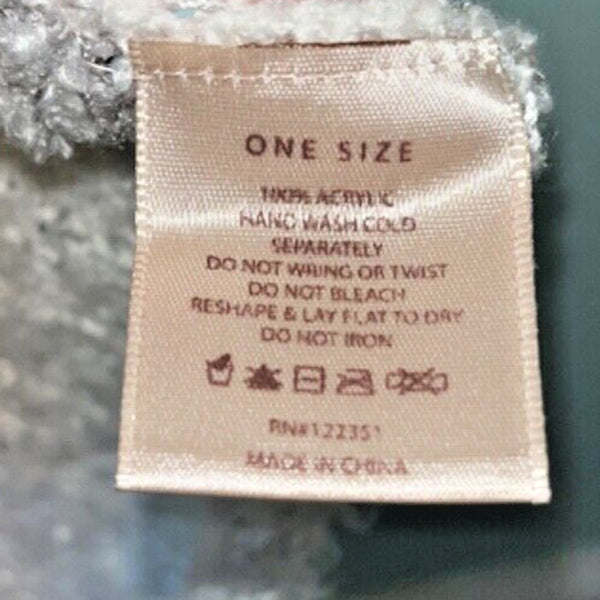 ONE SIZE
100% ACRYLIC
HAND WASH COLD
SEPARATELY
DO NOT WRING OR TWIST
DO NOT BLEACH
RESHAPE & LAY FLAT TO DRY
DO NOT IRON
RN#122351
MADE IN CHINA